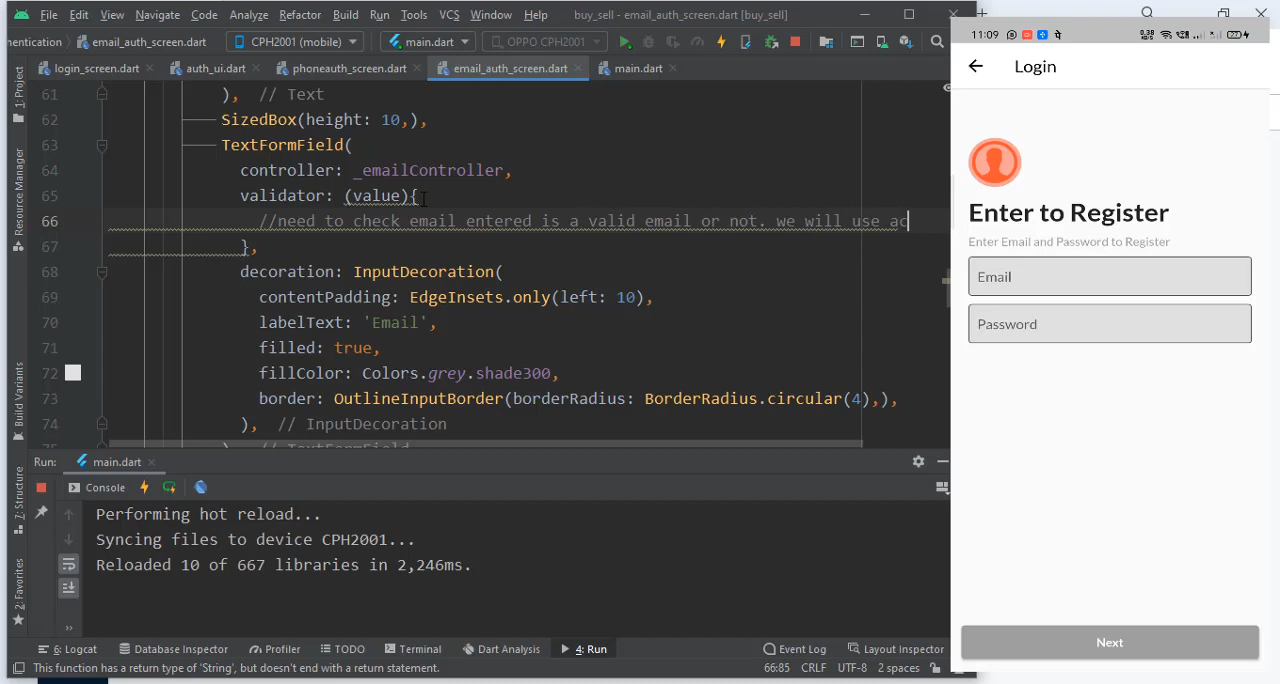 File Edit View Navigate Code Analyze Refactor Build Run Tools VCS Window Help buy_sell - email_auth_screen.dart [buy_sell]
hentication email_auth_screen.dart CPH2001 (mobile) main.dart OPPO CPH2001
login_screen.dart auth_ui.dart phoneauth_screen.dart email_auth_screen.dart main.dart
1: Project
Resource Manager
Build Variants
Z: Structure
2: Favorites
61 ), // Text
62 SizedBox(height: 10,),
63 TextFormField(
64 controller: _emailController,
65 validator: (value){
66 //need to check email entered is a valid email or not. we will use ac
67 },
68 decoration: InputDecoration(
69 contentPadding: EdgeInsets.only(left: 10),
70 labelText: 'Email',
71 filled: true,
72 fillColor: Colors.grey.shade300,
73 border: OutlineInputBorder(borderRadius: BorderRadius.circular(4),),
74 ), // InputDecoration
75 ) // TextFormField
Run: main.dart
Console
Performing hot reload...
Syncing files to device CPH2001...
Reloaded 10 of 667 libraries in 2,246ms.
6: Logcat Database Inspector Profiler TODO Terminal Dart Analysis 4: Run Event Log Layout Inspector
This function has a return type of 'String', but doesn't end with a return statement. 66:85 CRLF UTF-8 2 spaces
11:09
Login
Enter to Register
Enter Email and Password to Register
Email
Password
Next